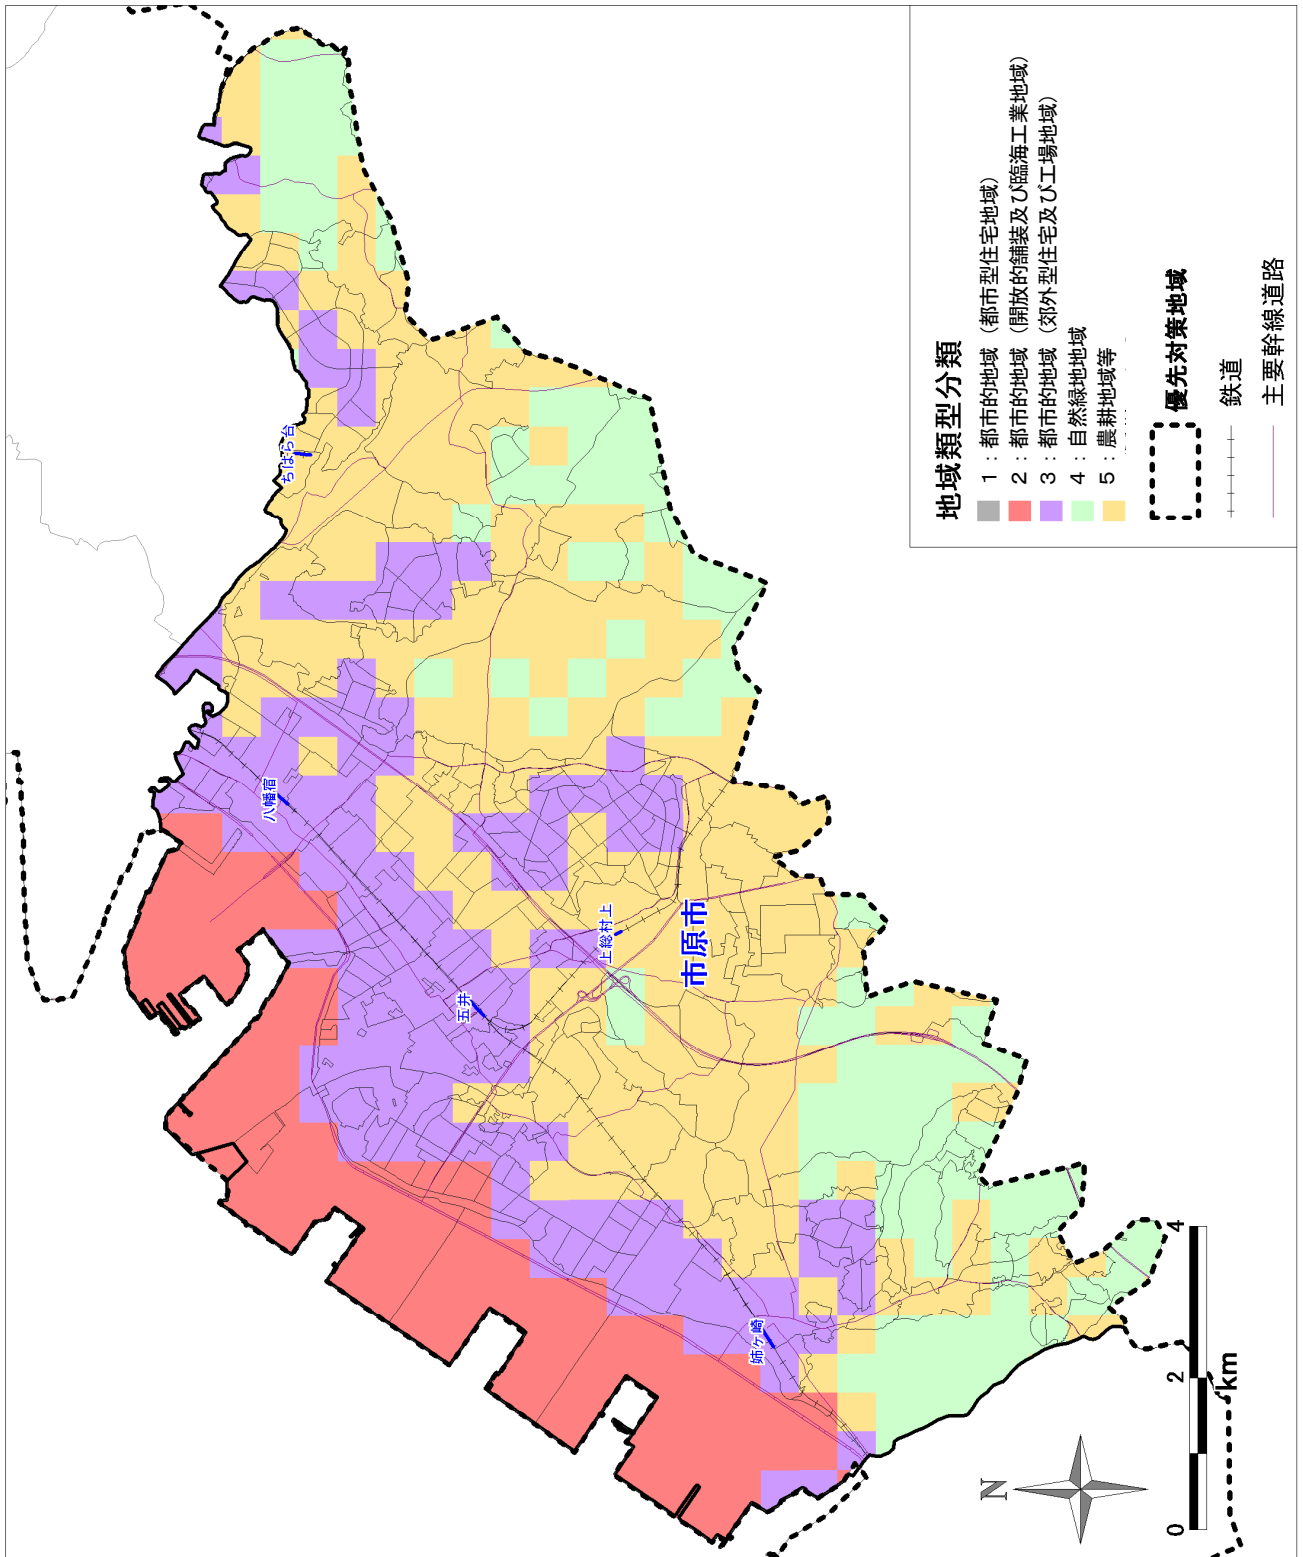 地域類型分類
1：都市的地域（都市型住宅地域）
2：都市的地域（開放的舗装及び臨海工業地域）
3：都市的地域（郊外型住宅及び工場地域）
4：自然緑地地域
5：農耕地域等
優先対策地域
鉄道
主要幹線道路
ちはら台
八幡宿
五井
上総村上
市原市
姉ヶ崎
N
0 2 4
km